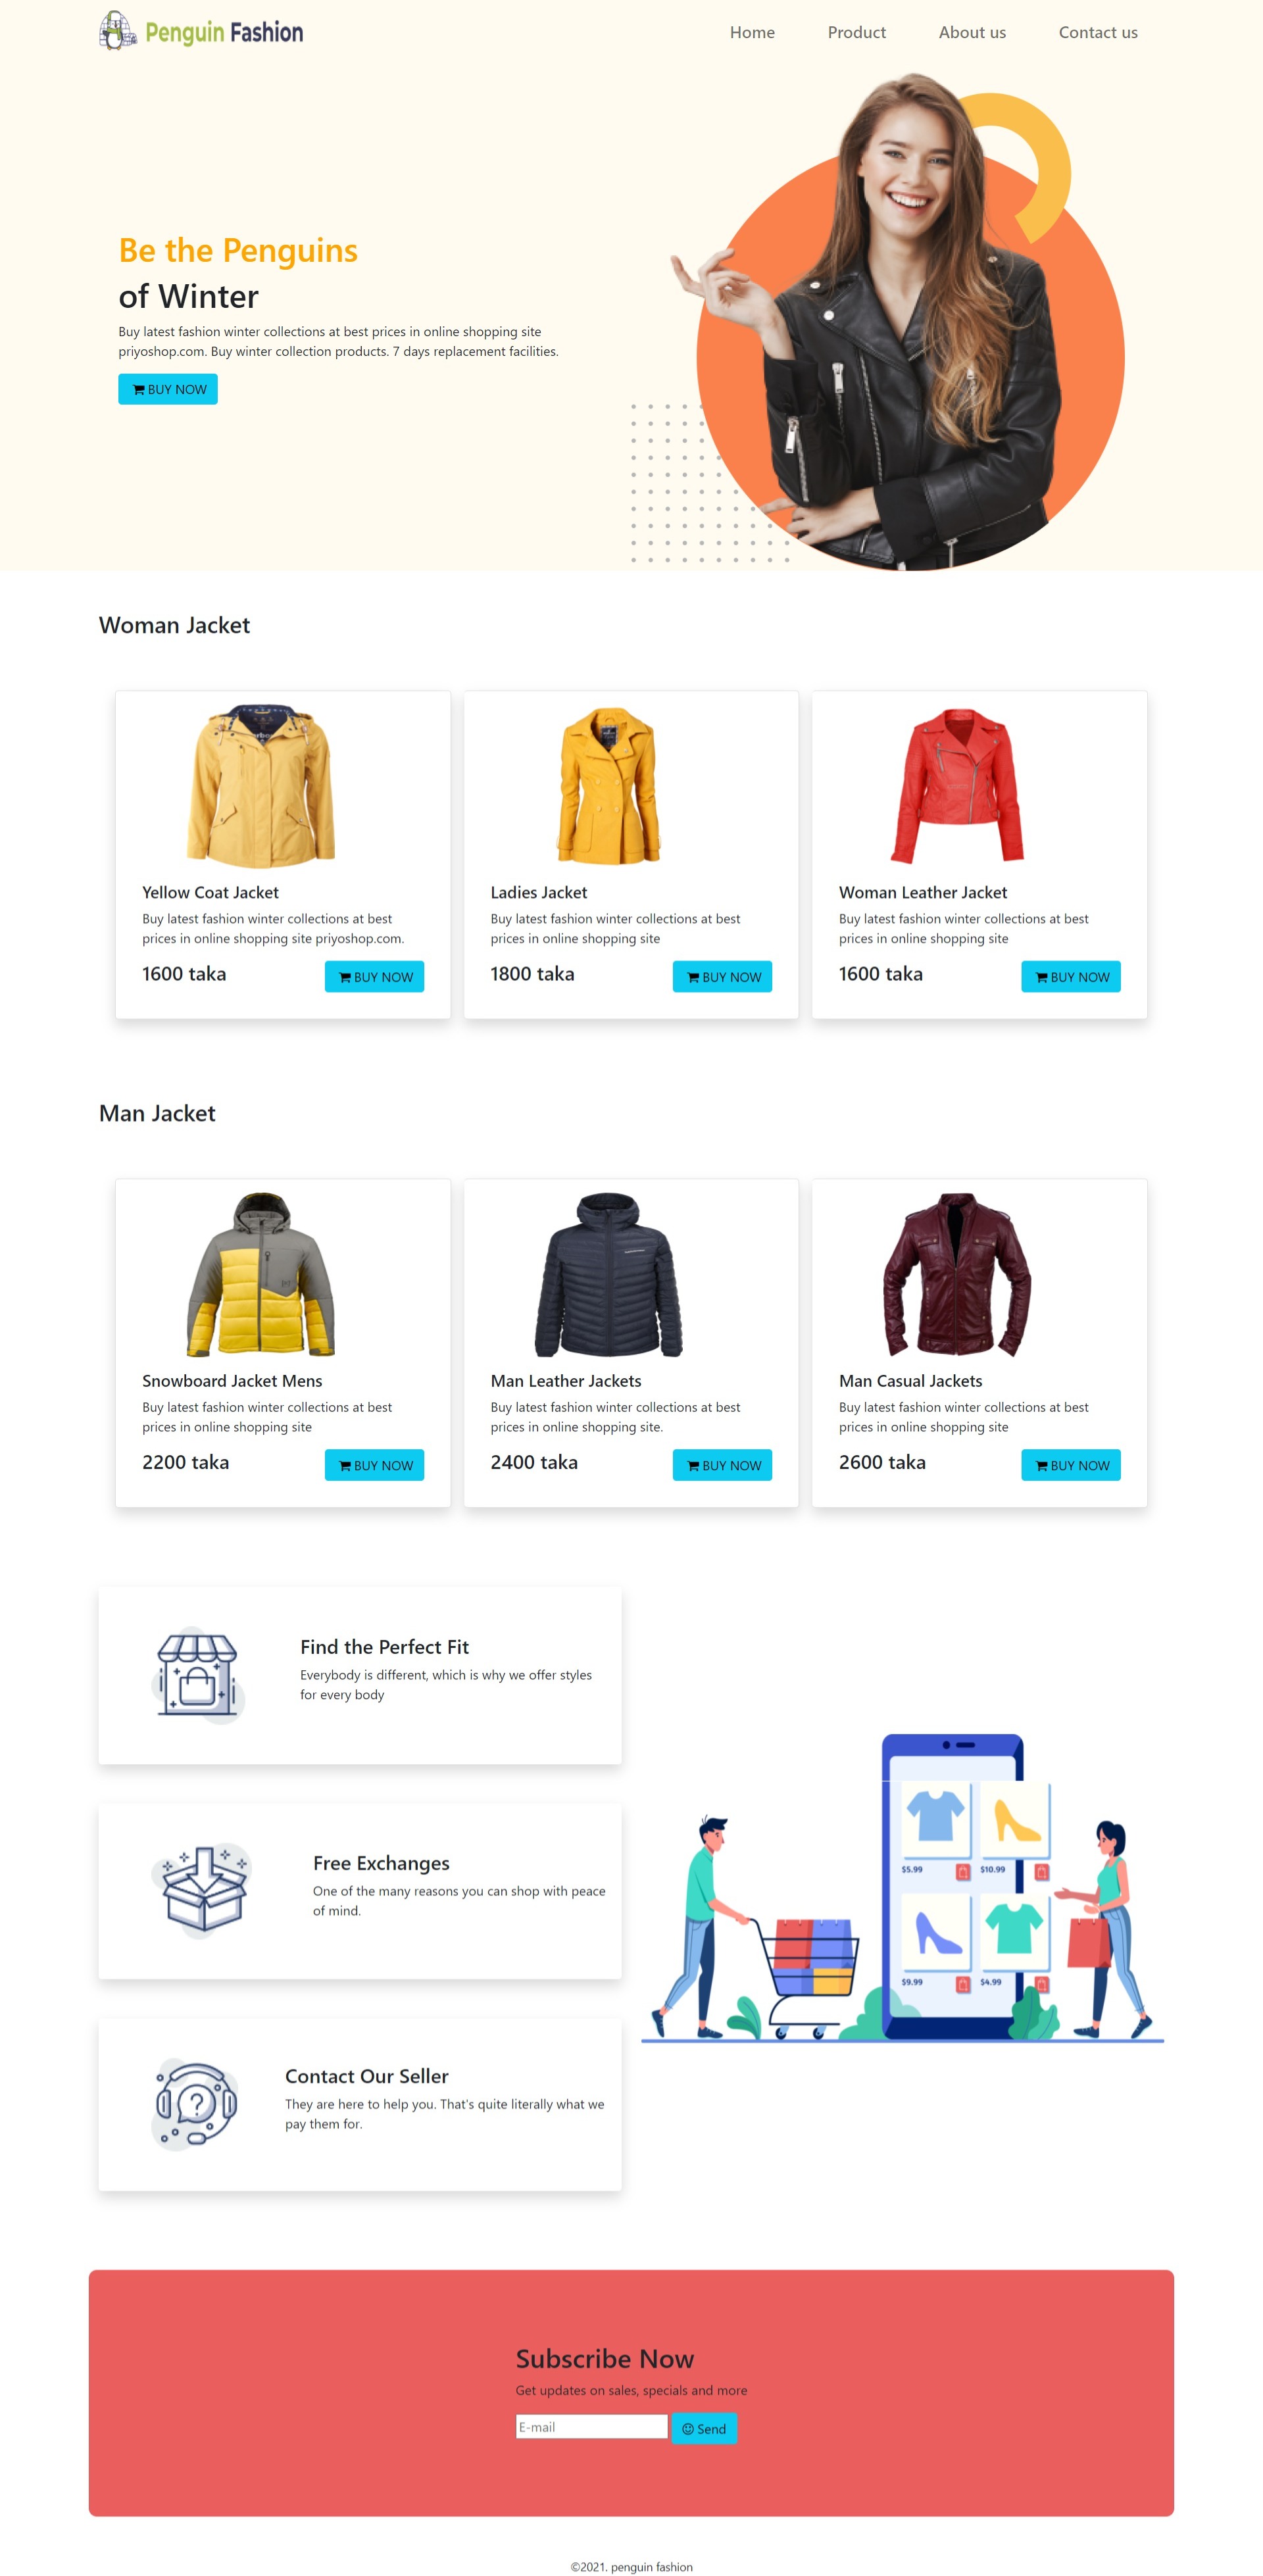 Penguin Fashion
Home
Product
About us
Contact us
Be the Penguins
of Winter
Buy latest fashion winter collections at best prices in online shopping site
priyoshop.com. Buy winter collection products. 7 days replacement facilities.
BUY NOW
Woman Jacket
Yellow Coat Jacket
Buy latest fashion winter collections at best
prices in online shopping site priyoshop.com.
1600 taka
BUY NOW
Ladies Jacket
Buy latest fashion winter collections at best
prices in online shopping site
1800 taka
BUY NOW
Woman Leather Jacket
Buy latest fashion winter collections at best
prices in online shopping site
1600 taka
BUY NOW
Man Jacket
Snowboard Jacket Mens
Buy latest fashion winter collections at best
prices in online shopping site
2200 taka
BUY NOW
Man Leather Jackets
Buy latest fashion winter collections at best
prices in online shopping site.
2400 taka
BUY NOW
Man Casual Jackets
Buy latest fashion winter collections at best
prices in online shopping site
2600 taka
BUY NOW
Find the Perfect Fit
Everybody is different, which is why we offer styles
for every body
Free Exchanges
One of the many reasons you can shop with peace
of mind.
Contact Our Seller
They are here to help you. That's quite literally what we
pay them for.
$5.99
$10.99
$9.99
$4.99
Subscribe Now
Get updates on sales, specials and more
E-mail
Send
©2021. penguin fashion